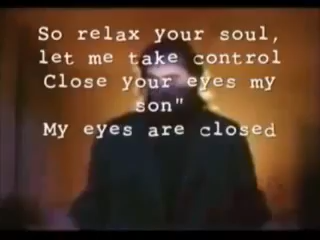 So relax your soul,
let me take control
Close your eyes my
son"
My eyes are closed